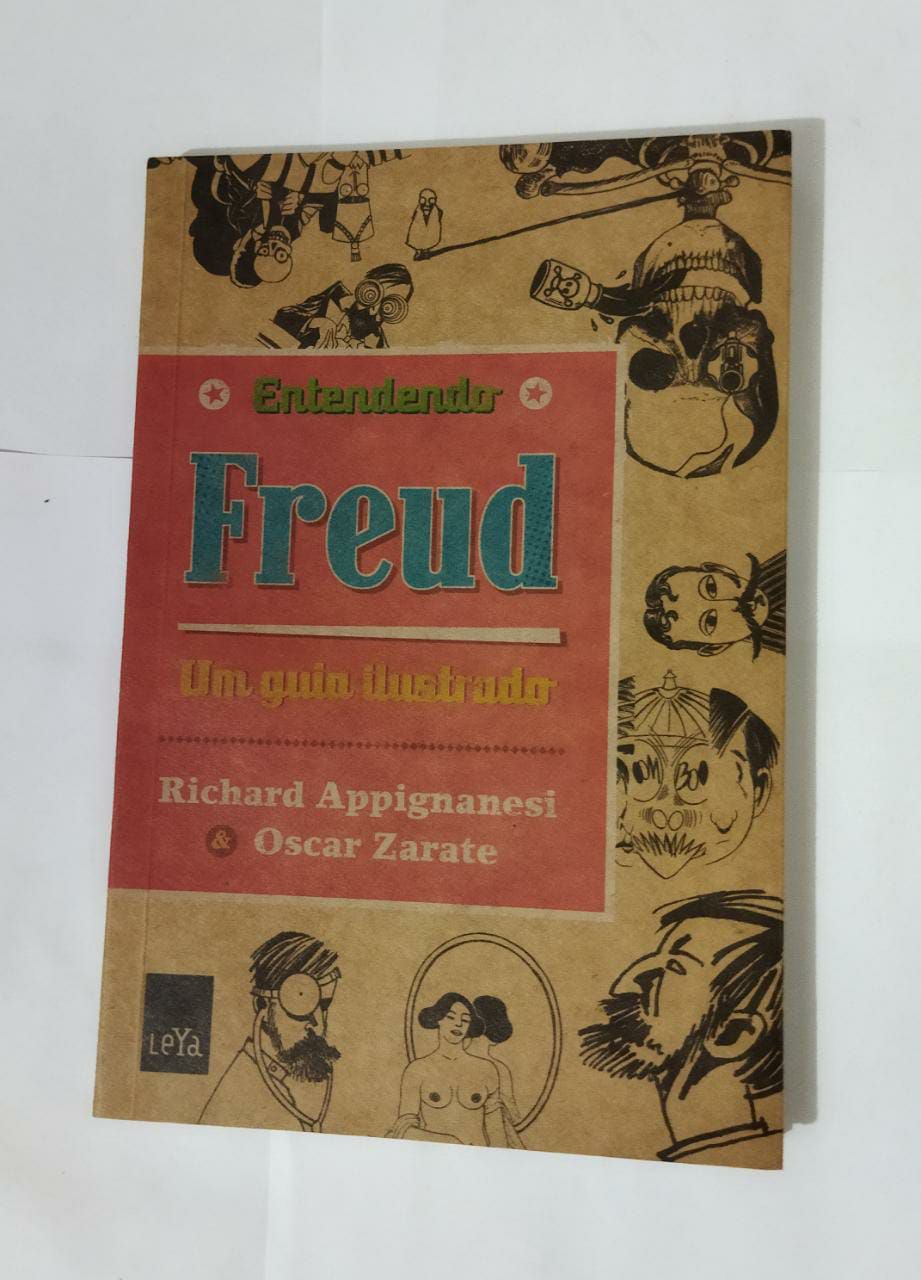 Entendendo
Freud
Um guia ilustrado
Richard Appignanesi
& Oscar Zarate
LeYa